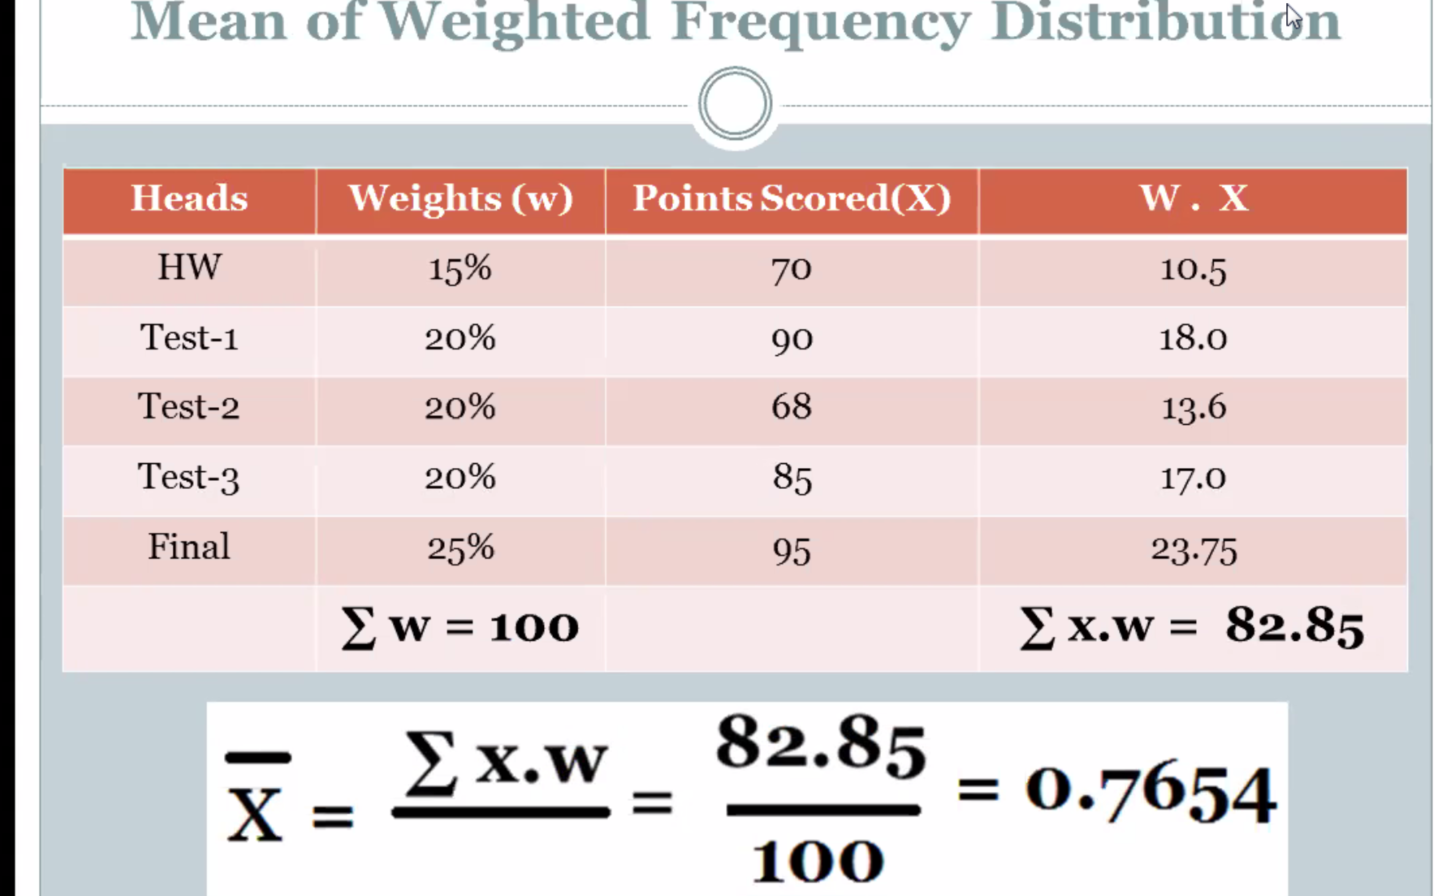 Mean of Weighted Frequency Distribution
Heads Weights (w) Points Scored(X) W . X
HW 15% 70 10.5
Test-1 20% 90 18.0
Test-2 20% 68 13.6
Test-3 20% 85 17.0
Final 25% 95 23.75
∑ w = 100 ∑ x.w = 82.85
X̅ = ∑ x.w = 82.85 = 0.7654
100